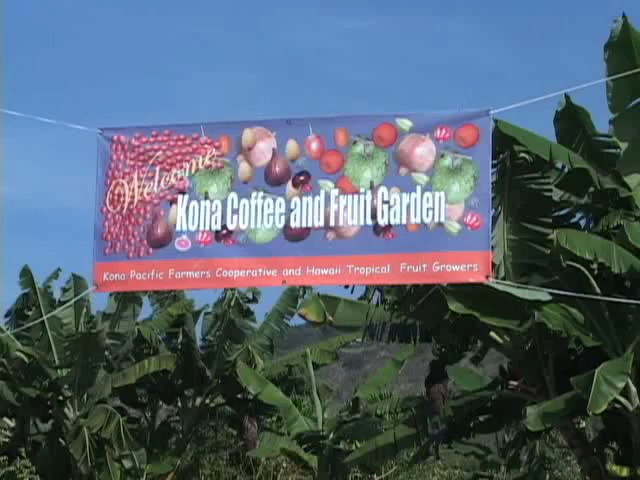 Welcome
Kona Coffee and Fruit Garden
Kona Pacific Farmers Cooperative and Hawaii Tropical Fruit Growers